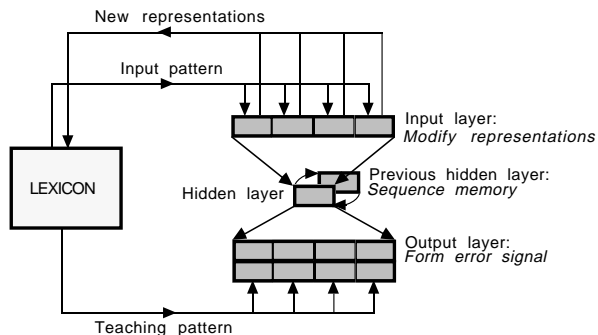 New representations
Input pattern
Input layer:
Modify representations
LEXICON
Hidden layer
Previous hidden layer:
Sequence memory
Output layer:
Form error signal
Teaching pattern